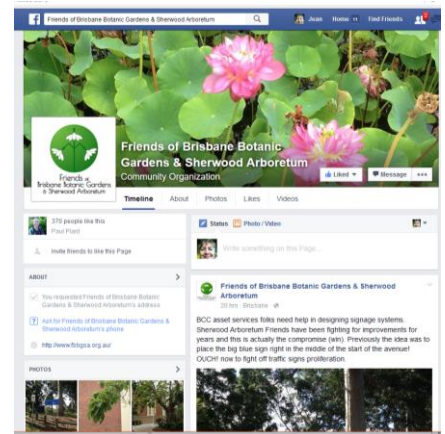 Friends of Brisbane Botanic Gardens & Sherwood Arboretum
Jean Home Find Friends
Friends of Brisbane Botanic
Gardens & Sherwood Arboretum
Community Organization
Friends of
Brisbane Botanic Gardens
& Sherwood Arboretum
Liked Message
Timeline About Photos Likes Videos
370 people like this
Paul Plant
Invite friends to like this Page
ABOUT
You requested Friends of Brisbane Botanic
Gardens & Sherwood Arboretum's address
Ask for Friends of Brisbane Botanic Gardens &
Sherwood Arboretum's phone
PHOTOS
Status Photo / Video
Write something on this Page...
Friends of Brisbane Botanic Gardens & Sherwood
Arboretum
20 hrs Brisbane
BCC asset services folks need help in designing signage systems.
Sherwood Arboretum Friends have been fighting for improvements for
years and this is actually the compromise (win). Previously the idea was to
place the big blue sign right in the middle of the start of the avenue!
OUCH! now to fight off traffic signs proliferation.